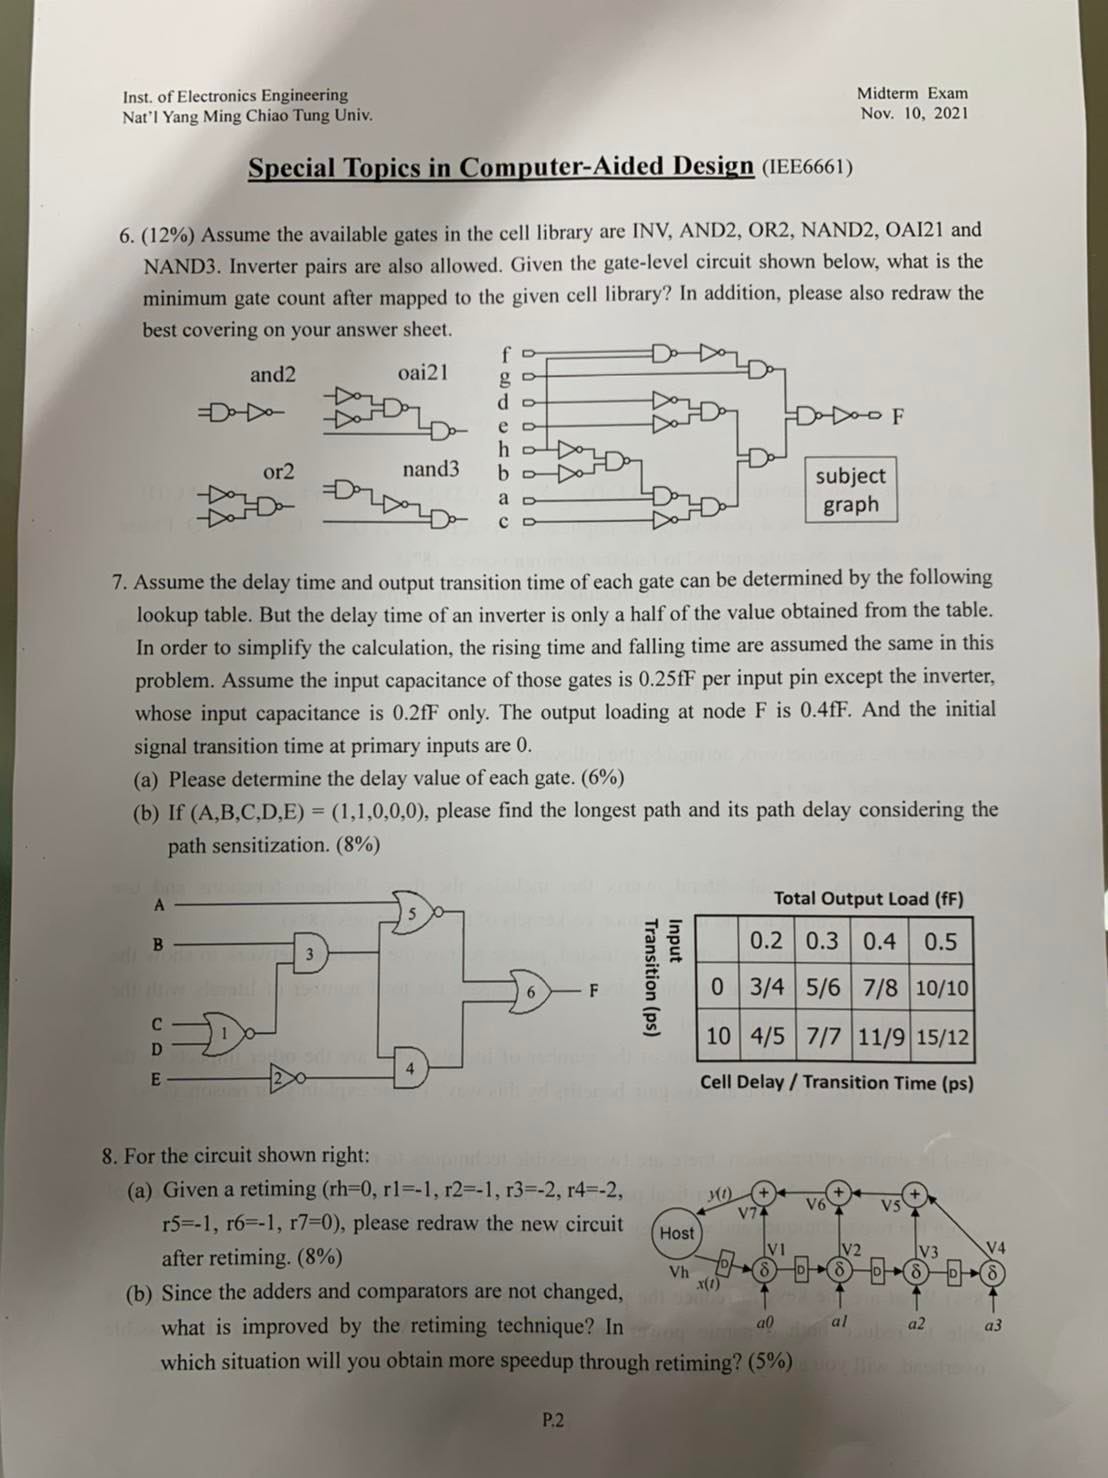 Inst. of Electronics Engineering
Nat'l Yang Ming Chiao Tung Univ.
Midterm Exam
Nov. 10, 2021
Special Topics in Computer-Aided Design (IEE6661)
6. (12%) Assume the available gates in the cell library are INV, AND2, OR2, NAND2, OAI21 and
NAND3. Inverter pairs are also allowed. Given the gate-level circuit shown below, what is the
minimum gate count after mapped to the given cell library? In addition, please also redraw the
best covering on your answer sheet.
and2
oai21
or2
nand3
f
g
d
e
h
b
a
c
F
subject
graph
7. Assume the delay time and output transition time of each gate can be determined by the following
lookup table. But the delay time of an inverter is only a half of the value obtained from the table.
In order to simplify the calculation, the rising time and falling time are assumed the same in this
problem. Assume the input capacitance of those gates is 0.25fF per input pin except the inverter,
whose input capacitance is 0.2fF only. The output loading at node F is 0.4fF. And the initial
signal transition time at primary inputs are 0.
(a) Please determine the delay value of each gate. (6%)
(b) If (A,B,C,D,E) = (1,1,0,0,0), please find the longest path and its path delay considering the
path sensitization. (8%)
A
B
C
D
E
1
2
3
4
5
6
F
Total Output Load (fF)
Input
Transition (ps)
0.2 0.3 0.4 0.5
0 3/4 5/6 7/8 10/10
10 4/5 7/7 11/9 15/12
Cell Delay / Transition Time (ps)
8. For the circuit shown right:
(a) Given a retiming (rh=0, r1=-1, r2=-1, r3=-2, r4=-2,
r5=-1, r6=-1, r7=0), please redraw the new circuit
after retiming. (8%)
(b) Since the adders and comparators are not changed,
what is improved by the retiming technique? In
which situation will you obtain more speedup through retiming? (5%)
y(t) + + +
V7 V6 V5
Host
V1 V2 V3 V4
Vh D δ D δ D δ D δ
x(t)
a0 a1 a2 a3
P.2